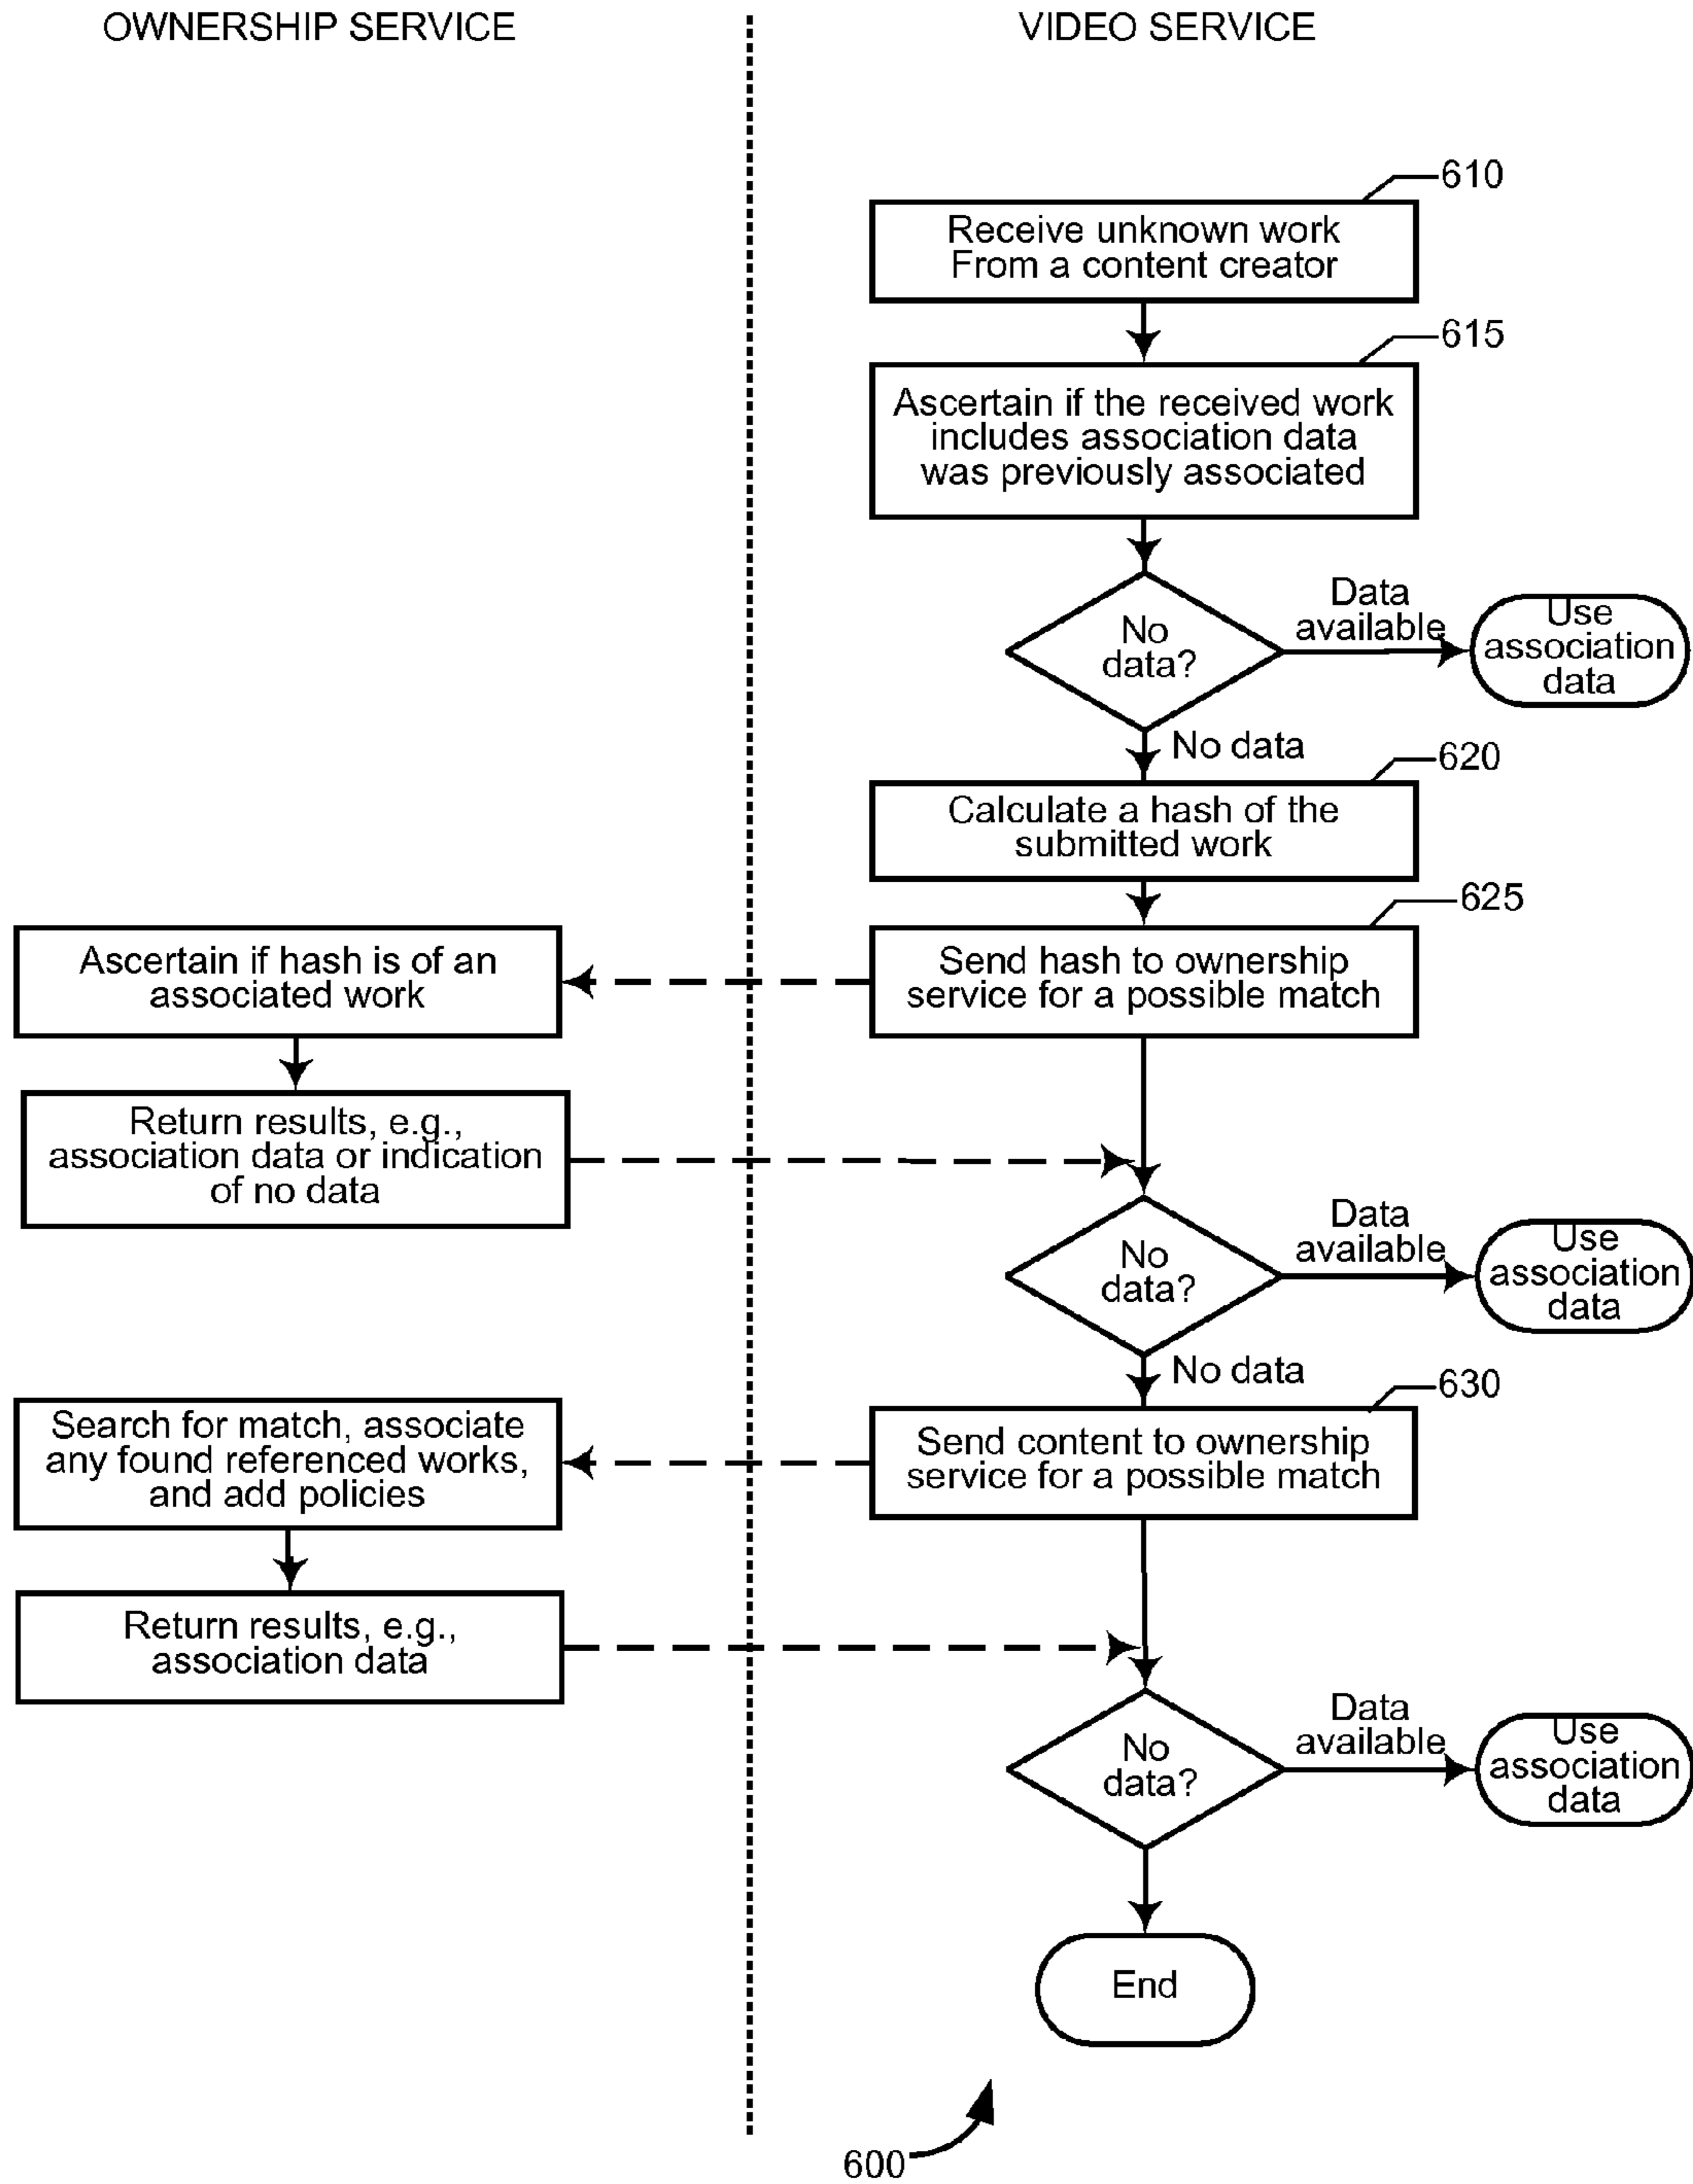 OWNERSHIP SERVICE
VIDEO SERVICE
610
Receive unknown work
From a content creator
615
Ascertain if the received work
includes association data
was previously associated
No
data?
Data
available
Use
association
data
No data
620
Calculate a hash of the
submitted work
625
Send hash to ownership
service for a possible match
Ascertain if hash is of an
associated work
Return results, e.g.,
association data or indication
of no data
No
data?
Data
available
Use
association
data
No data
630
Send content to ownership
service for a possible match
Search for match, associate
any found referenced works,
and add policies
Return results, e.g.,
association data
No
data?
Data
available
Use
association
data
End
600